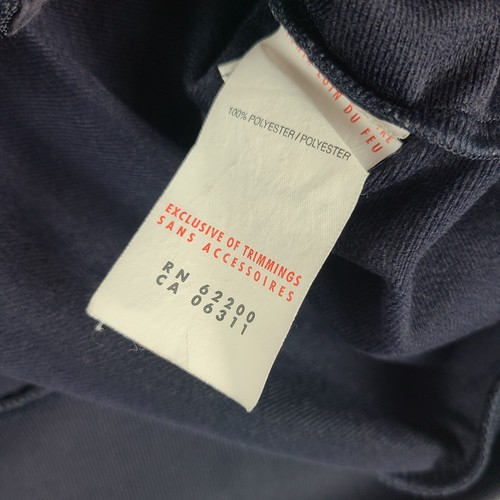 LOIN DU FEU
100% POLYESTER / POLYESTER
EXCLUSIVE OF TRIMMINGS
SANS ACCESSOIRES
RN 62200
CA 06311